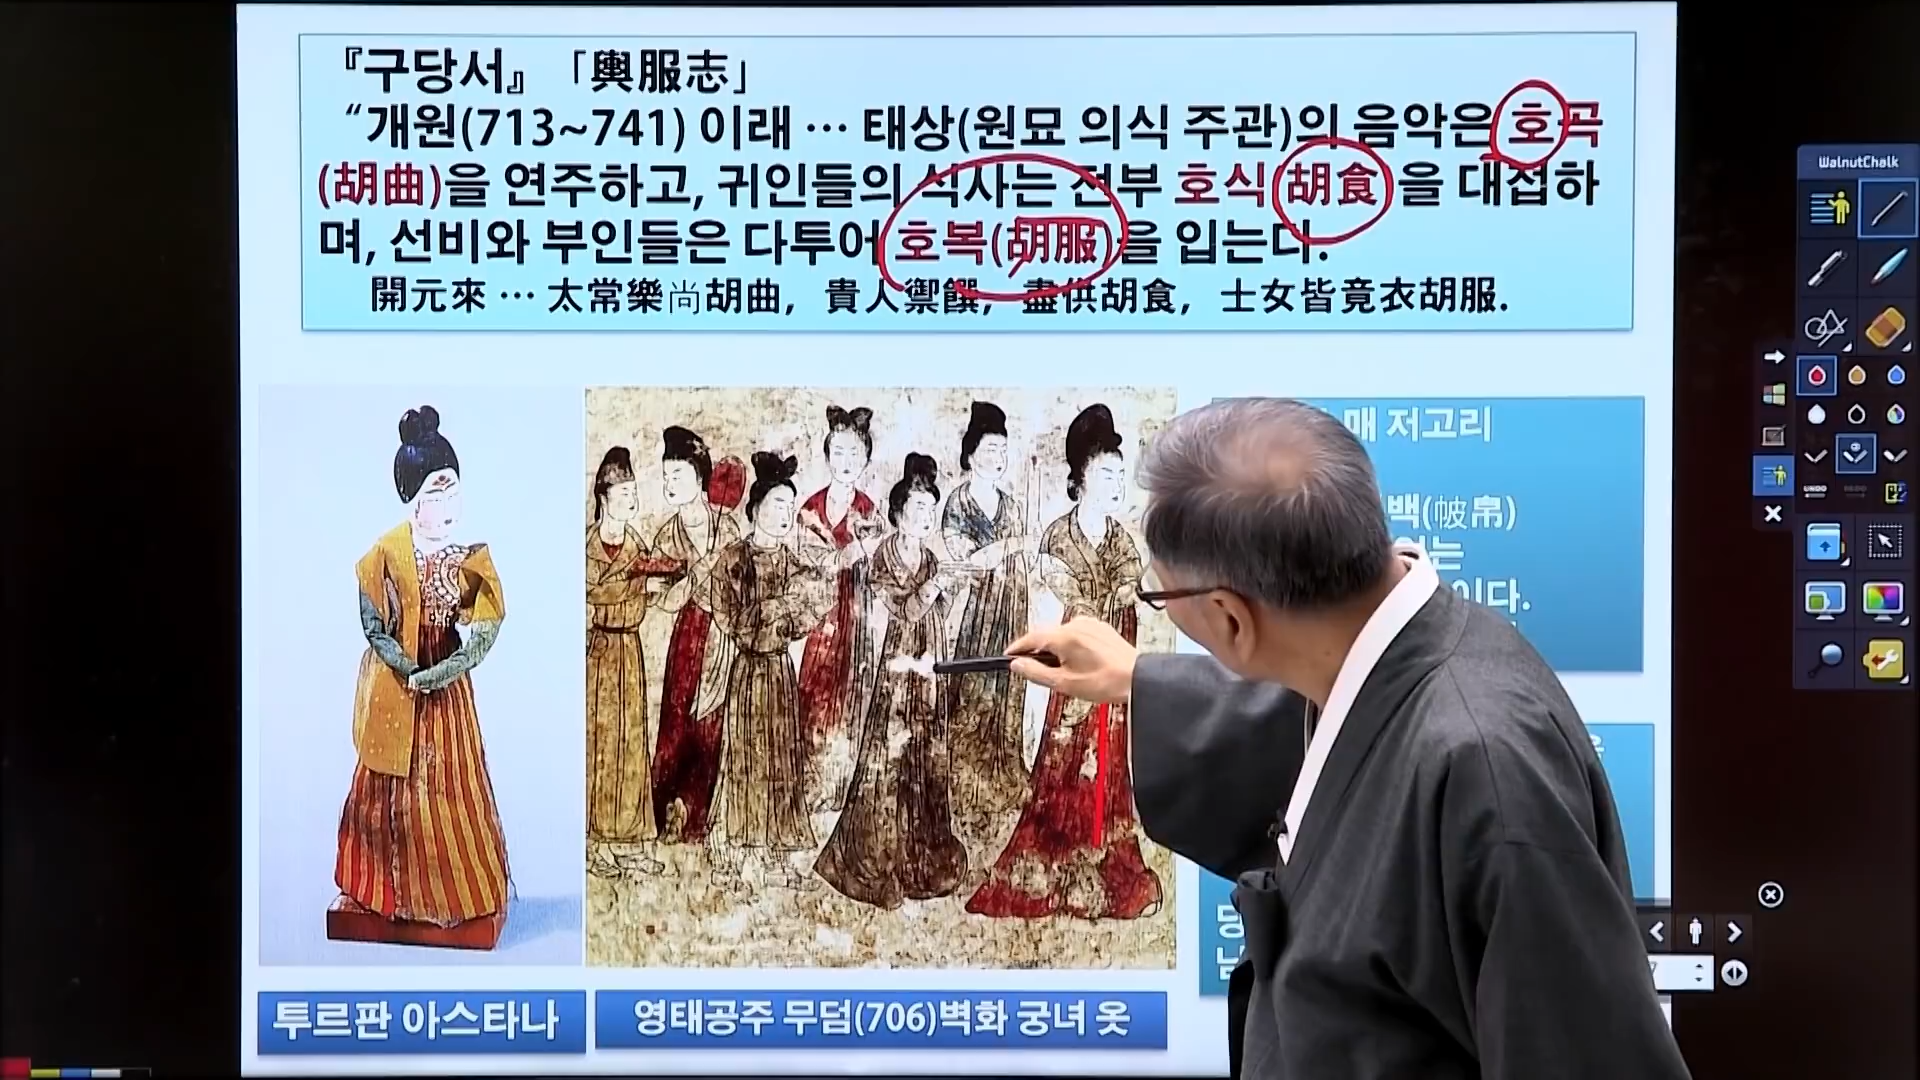 『구당서』 「輿服志」
“개원(713~741) 이래 … 태상(원묘 의식 주관)의 음악은 호곡
(胡曲)을 연주하고, 귀인들의 식사는 전부 호식 胡食 을 대접하
며, 선비와 부인들은 다투어 호복(胡服)을 입는다.
開元來 … 太常樂尚胡曲, 貴人禦饌, 盡供胡食, 士女皆竟衣胡服.
매 저고리
백(帔帛)
이다.
투르판 아스타나
영태공주 무덤(706)벽화 궁녀 옷
WalnutChalk
UNDO